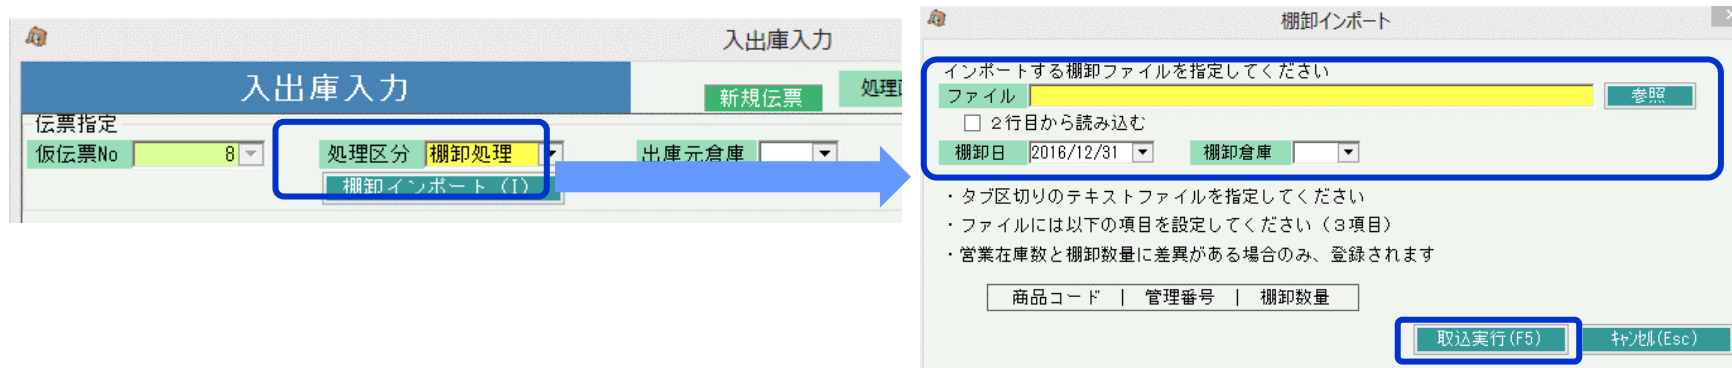 入出庫入力
入出庫入力
新規伝票
伝票指定
仮伝票No 8 処理区分 棚卸処理 出庫元倉庫
棚卸インポート(I)
棚卸インポート
インポートする棚卸ファイルを指定してください
ファイル 参照
2行目から読み込む
棚卸日 2016/12/31 棚卸倉庫
・タブ区切りのテキストファイルを指定してください
・ファイルには以下の項目を設定してください(3項目)
・営業在庫数と棚卸数量に差異がある場合のみ、登録されます
商品コード | 管理番号 | 棚卸数量
取込実行(F5) キャンセル(Esc)